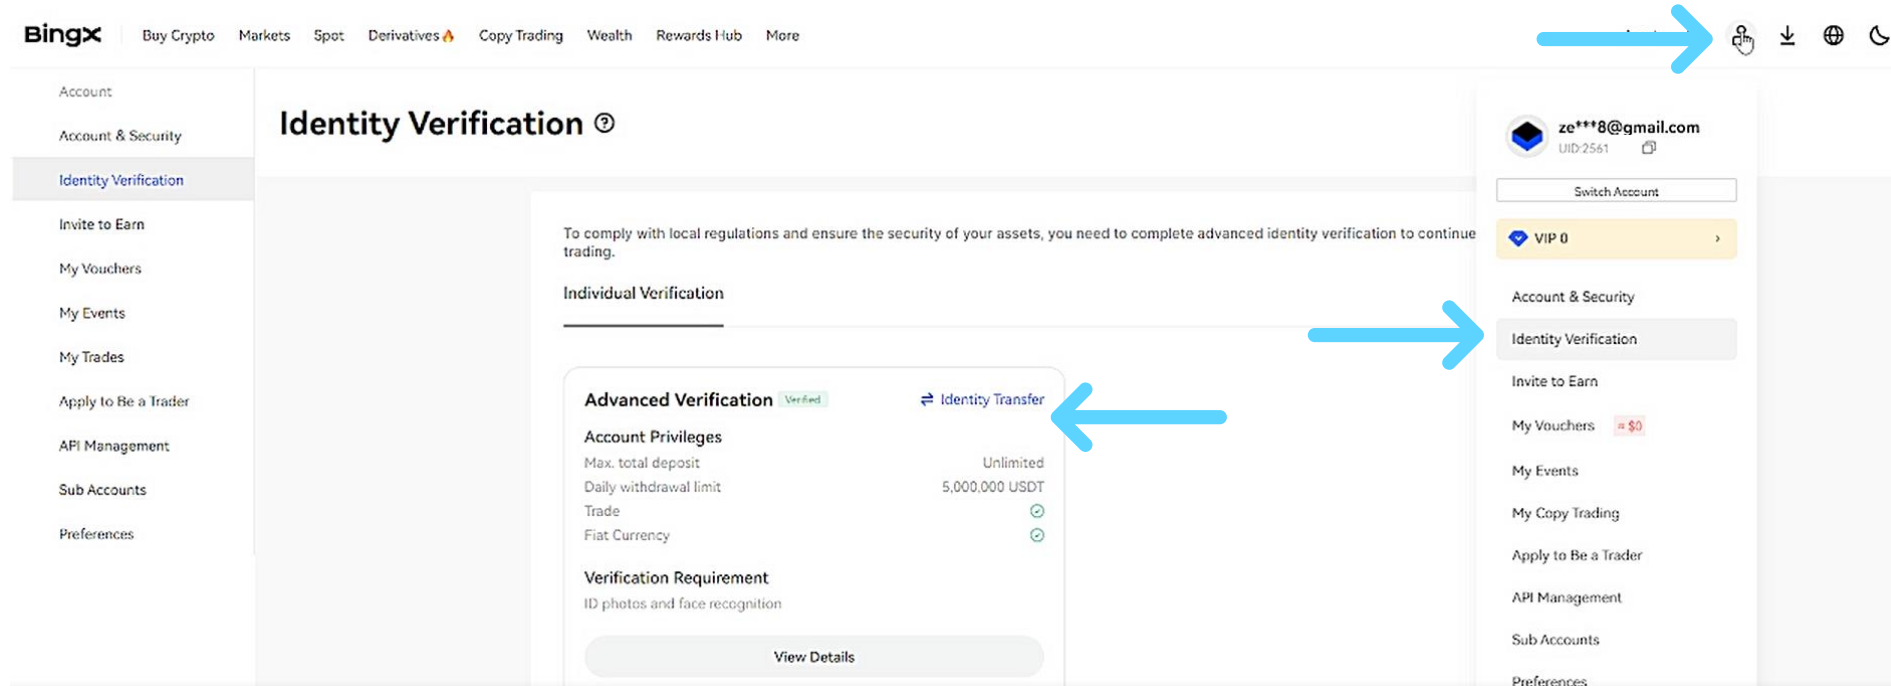 BingX
Buy Crypto
Markets
Spot
Derivatives
Copy Trading
Wealth
Rewards Hub
More
Account
Account & Security
Identity Verification
Invite to Earn
My Vouchers
My Events
My Trades
Apply to Be a Trader
API Management
Sub Accounts
Preferences
Identity Verification
To comply with local regulations and ensure the security of your assets, you need to complete advanced identity verification to continue
trading.
Individual Verification
Advanced Verification Verified
Identity Transfer
Account Privileges
Max. total deposit Unlimited
Daily withdrawal limit 5,000,000 USDT
Trade
Fiat Currency
Verification Requirement
ID photos and face recognition
View Details
ze***8@gmail.com
UID:2561
Switch Account
VIP 0
Account & Security
Identity Verification
Invite to Earn
My Vouchers ≈ $0
My Events
My Copy Trading
Apply to Be a Trader
API Management
Sub Accounts
Preferences